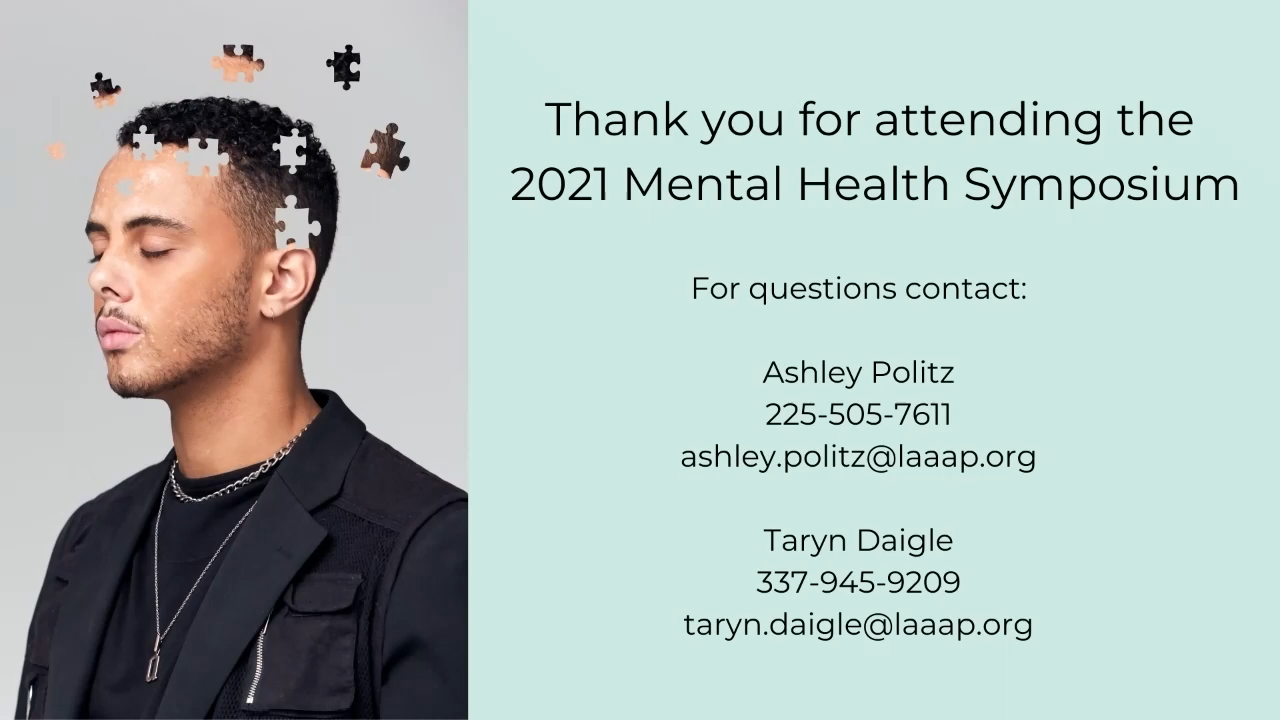 Thank you for attending the
2021 Mental Health Symposium
For questions contact:
Ashley Politz
225-505-7611
ashley.politz@laaap.org
Taryn Daigle
337-945-9209
taryn.daigle@laaap.org